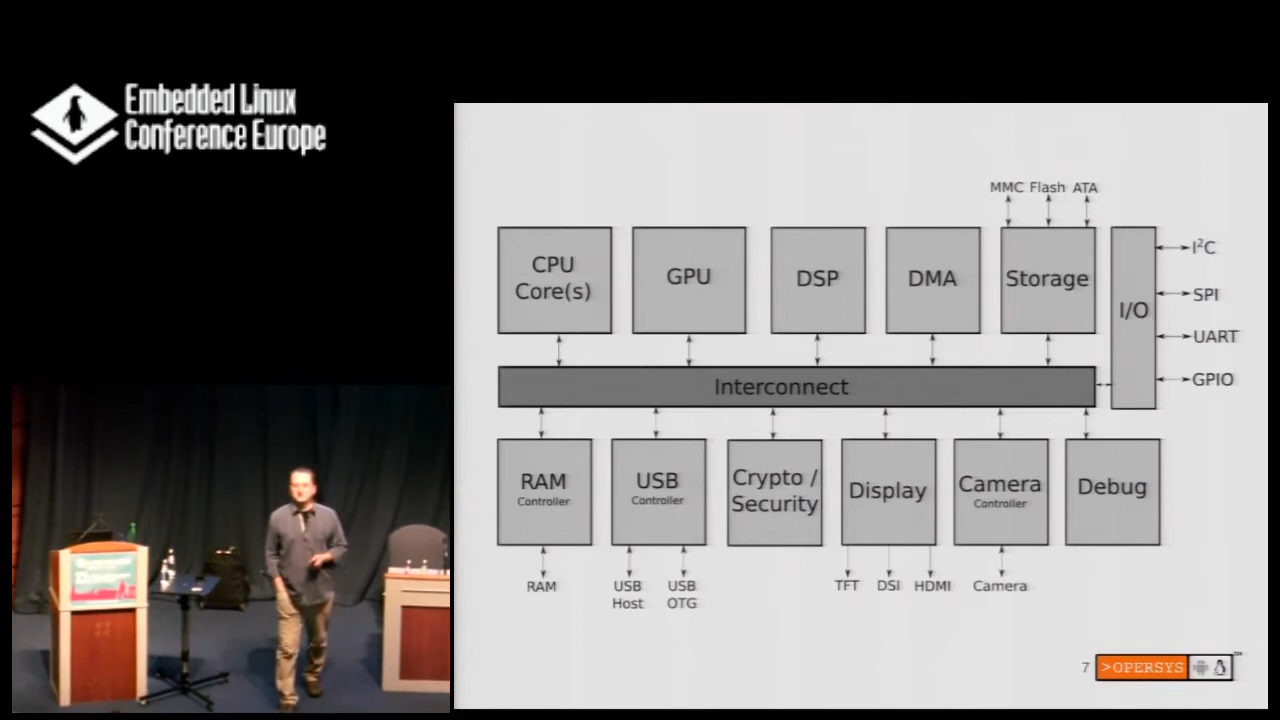 Embedded Linux
Conference Europe
MMC Flash ATA
CPU
Core(s)
GPU
DSP
DMA
Storage
I/O
I²C
SPI
UART
GPIO
Interconnect
RAM
Controller
USB
Controller
Crypto /
Security
Display
Camera
Controller
Debug
RAM
USB
Host
USB
OTG
TFT
DSI
HDMI
Camera
7
>OPERSYS
TM